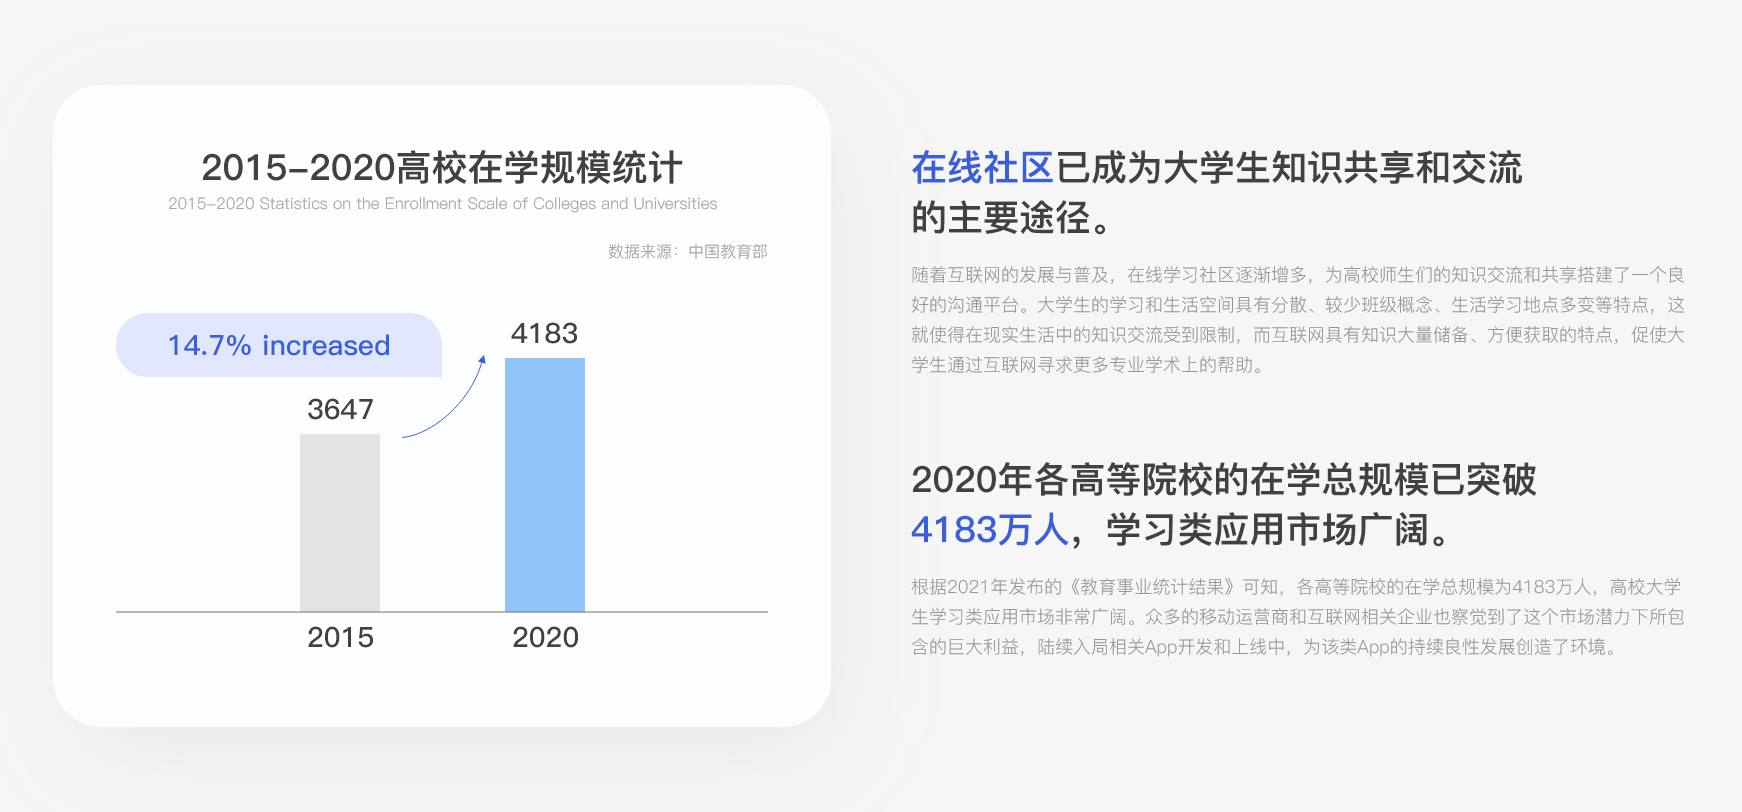 2015-2020高校在学规模统计
2015-2020 Statistics on the Enrollment Scale of Colleges and Universities
数据来源：中国教育部
14.7% increased
4183
3647
2015
2020
在线社区已成为大学生知识共享和交流
的主要途径。
随着互联网的发展与普及，在线学习社区逐渐增多，为高校师生们的知识交流和共享搭建了一个良
好的沟通平台。大学生的学习和生活空间具有分散、较少班级概念、生活学习地点多变等特点，这
就使得在现实生活中的知识交流受到限制，而互联网具有知识大量储备、方便获取的特点，促使大
学生通过互联网寻求更多专业学术上的帮助。
2020年各高等院校的在学总规模已突破
4183万人，学习类应用市场广阔。
根据2021年发布的《教育事业统计结果》可知，各高等院校的在学总规模为4183万人，高校大学
生学习类应用市场非常广阔。众多的移动运营商和互联网相关企业也察觉到了这个市场潜力下所包
含的巨大利益，陆续入局相关App开发和上线中，为该类App的持续良性发展创造了环境。